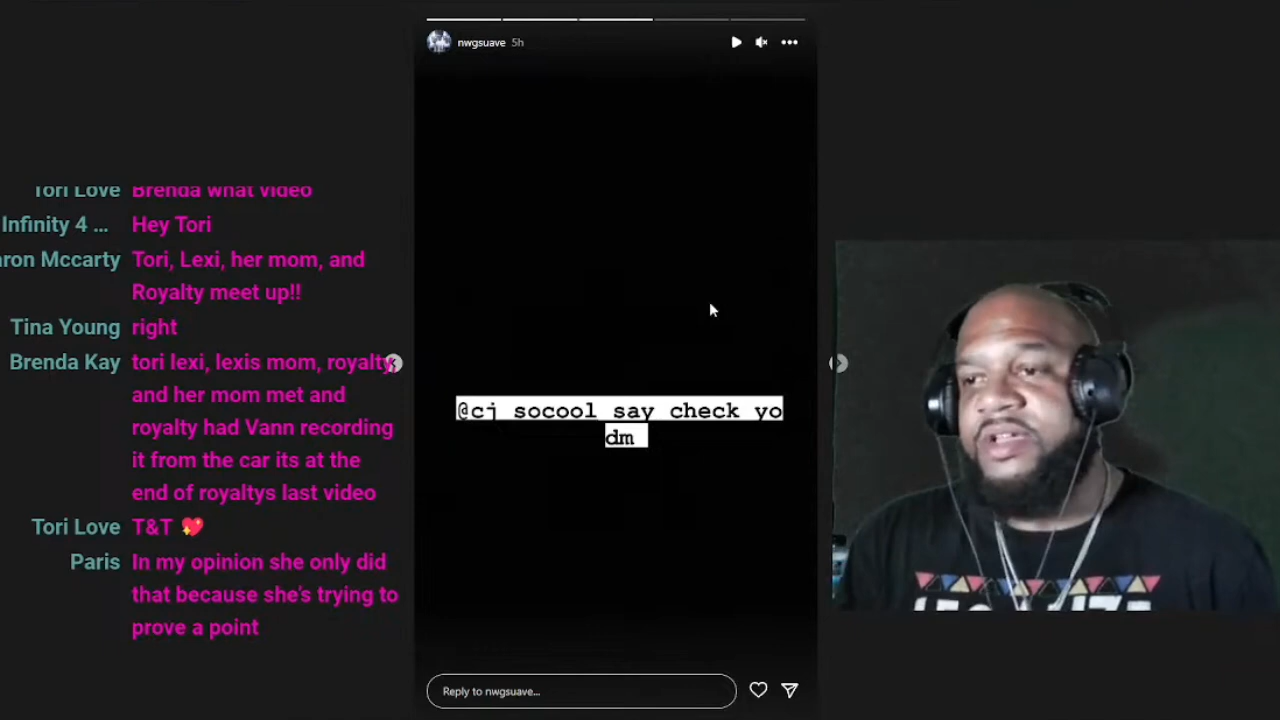 Tori Love Brenda what video
Infinity 4 ... Hey Tori
aron Mccarty Tori, Lexi, her mom, and
Royalty meet up!!
Tina Young right
Brenda Kay tori lexi, lexis mom, royalty
and her mom met and
royalty had Vann recording
it from the car its at the
end of royaltys last video
Tori Love T&T 💖
Paris In my opinion she only did
that because she's trying to
prove a point
nwgsuave 5h
@cj socool say check yo
dm
Reply to nwgsuave...